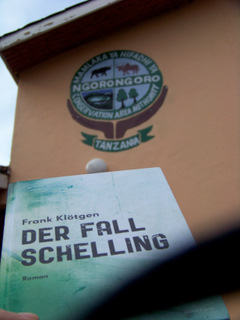 MAMLAKA YA HIFADHI YA
NGORONGORO
CONSERVATION AREA AUTHORITY
TANZANIA
Frank Klötgen
DER FALL
SCHELLING
Roman